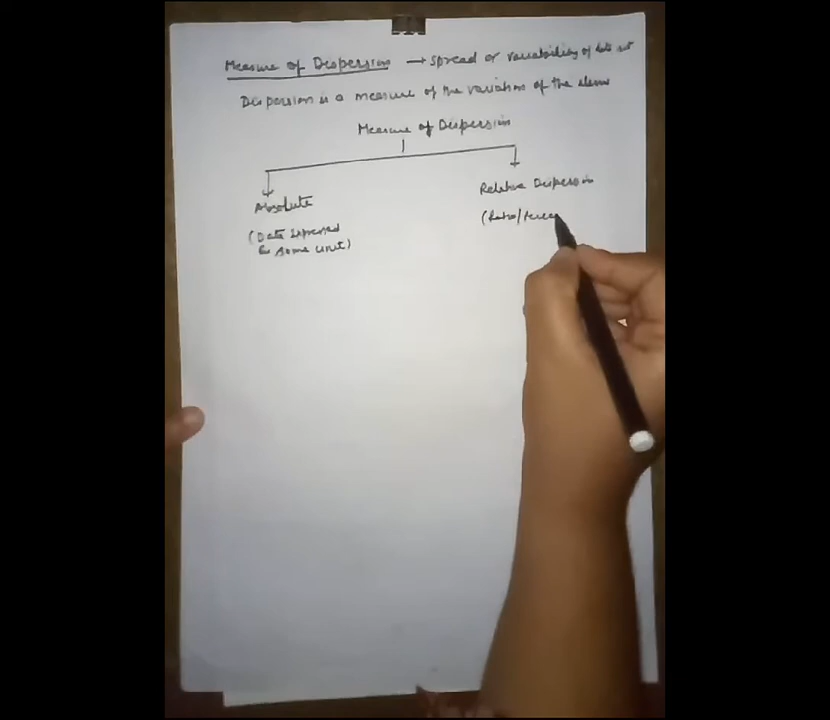 Measure of Dispersion → Spread or variability of data set
Dispersion is a measure of the variation of the items
Measure of Dispersion
Absolute
Relative Dispersion
(Data expressed
in same unit)
(Ratio/